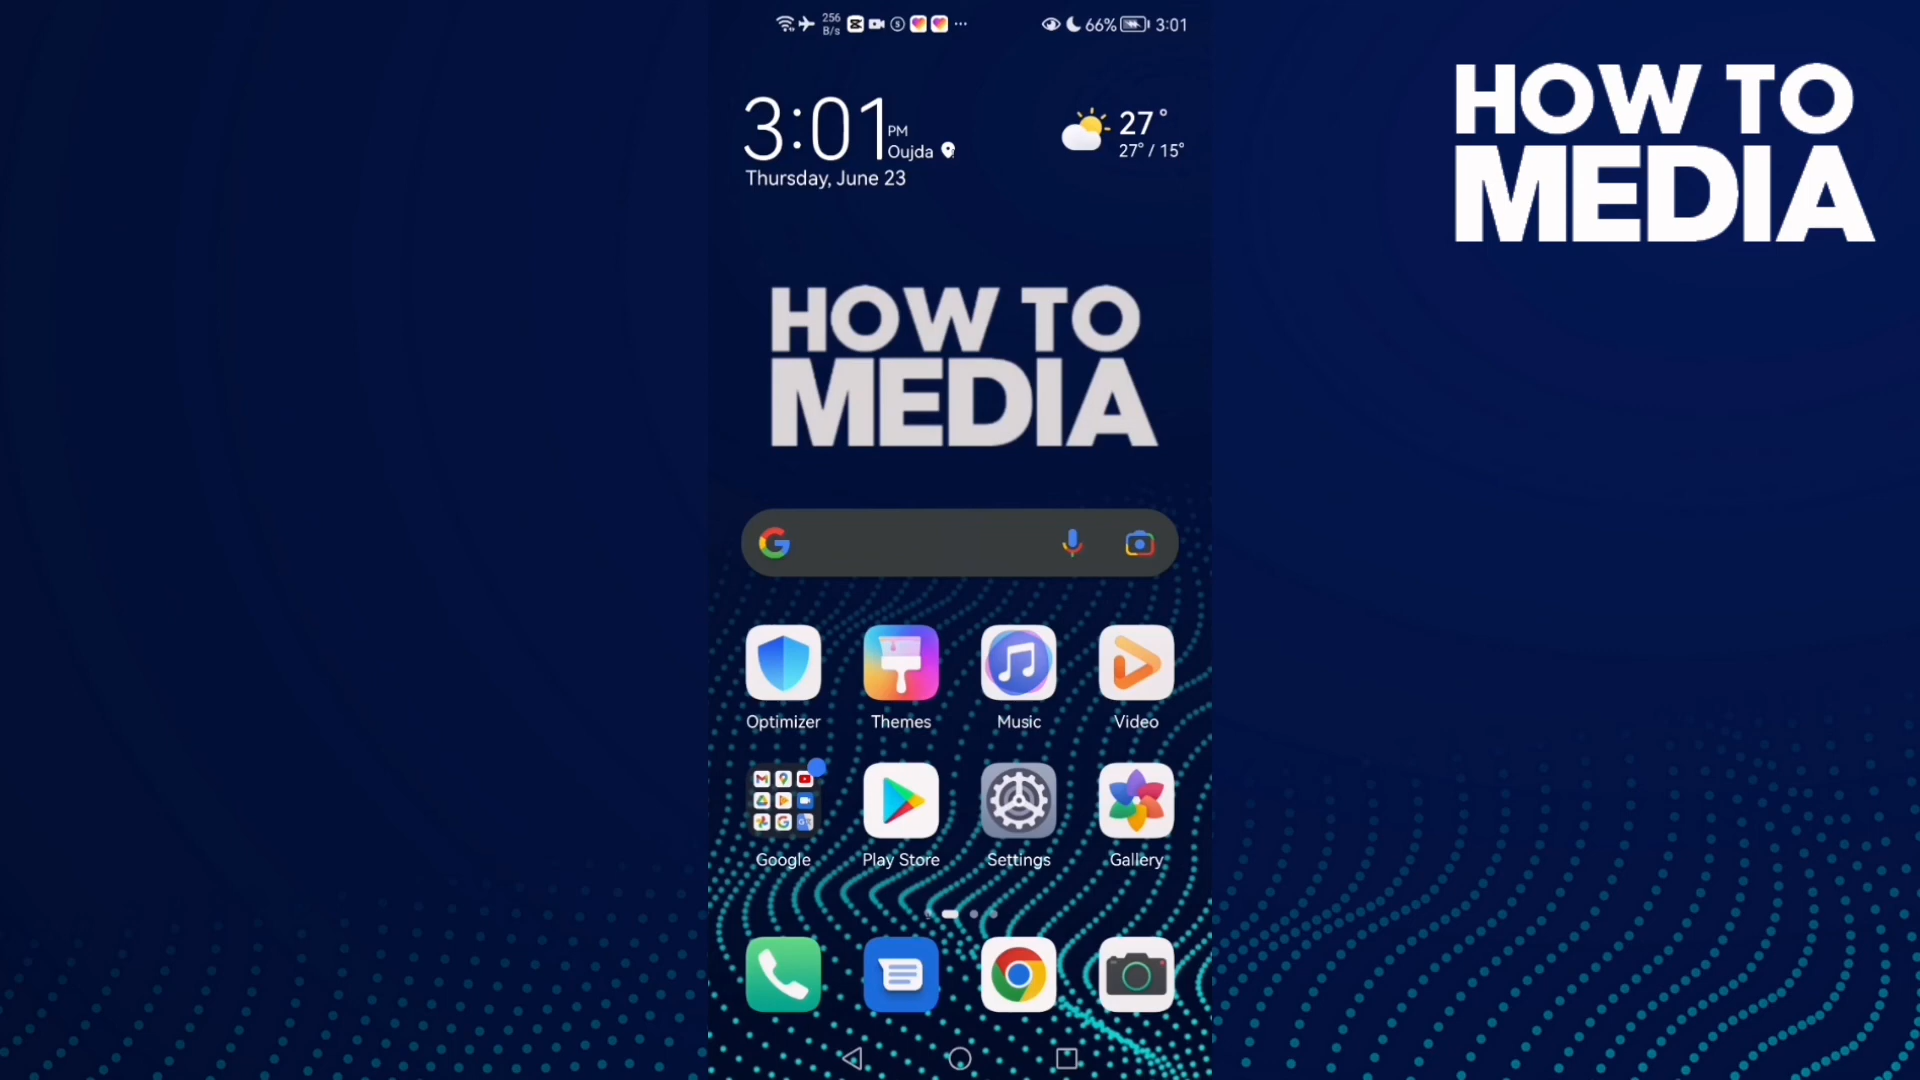 256
B/s
66%
3:01
HOW TO
MEDIA
3:01
PM
Oujda
Thursday, June 23
27°
27° / 15°
HOW TO
MEDIA
Optimizer
Themes
Music
Video
Google
Play Store
Settings
Gallery